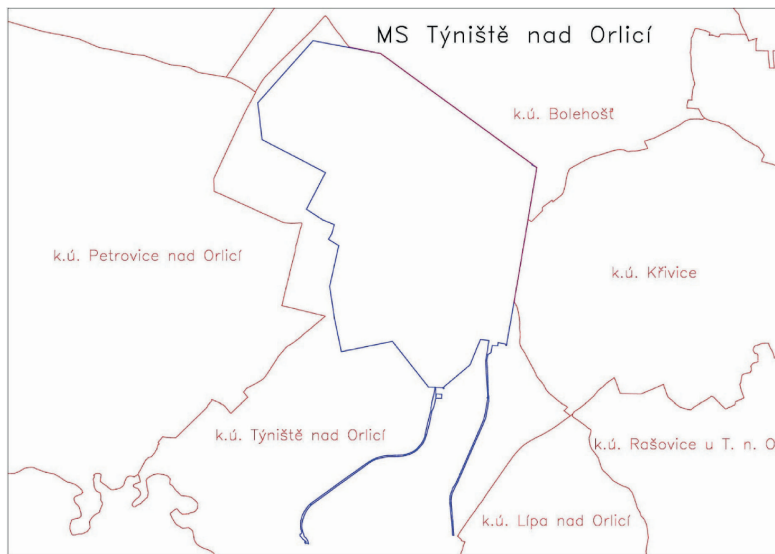 MS Týniště nad Orlicí
k.ú. Bolehošť
k.ú. Petrovice nad Orlicí
k.ú. Křivice
k.ú. Týniště nad Orlicí
k.ú. Rašovice u T. n. O
k.ú. Lípa nad Orlicí